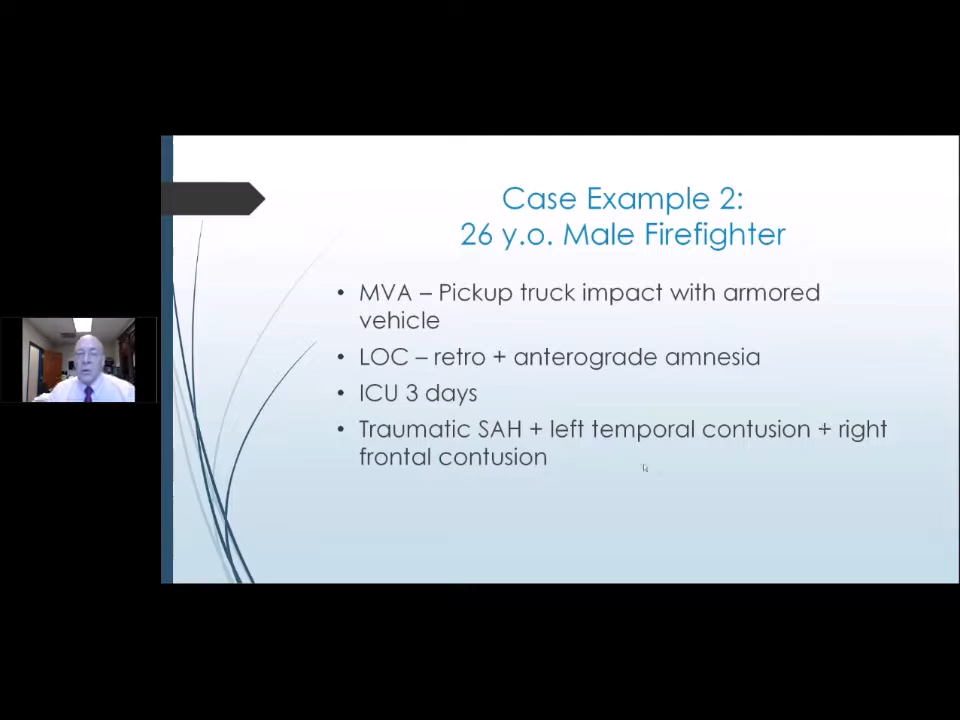 Case Example 2:
26 y.o. Male Firefighter
• MVA – Pickup truck impact with armored
vehicle
• LOC – retro + anterograde amnesia
• ICU 3 days
• Traumatic SAH + left temporal contusion + right
frontal contusion